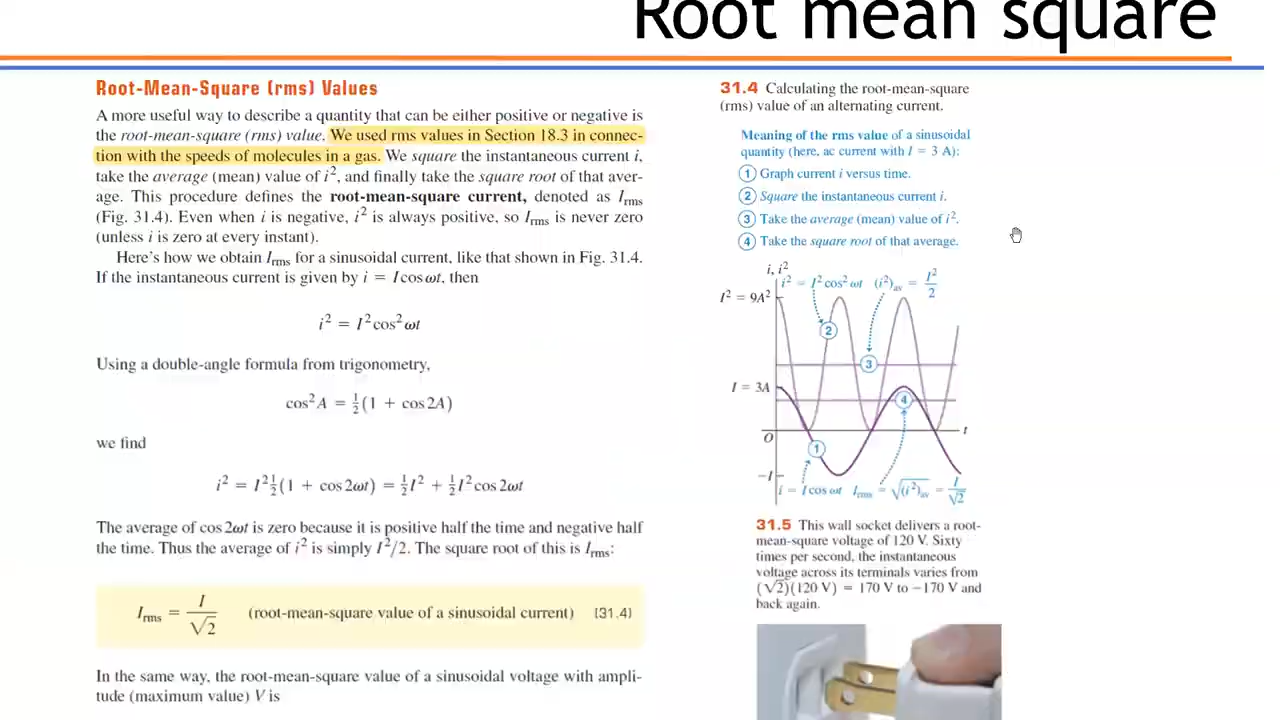 Root mean square
Root-Mean-Square (rms) Values
A more useful way to describe a quantity that can be either positive or negative is
the root-mean-square (rms) value. We used rms values in Section 18.3 in connec-
tion with the speeds of molecules in a gas. We square the instantaneous current i,
take the average (mean) value of i², and finally take the square root of that aver-
age. This procedure defines the root-mean-square current, denoted as Irms
(Fig. 31.4). Even when i is negative, i² is always positive, so Irms is never zero
(unless i is zero at every instant).
Here's how we obtain Irms for a sinusoidal current, like that shown in Fig. 31.4.
If the instantaneous current is given by i = I cos ωt, then
i² = I² cos² ωt
Using a double-angle formula from trigonometry,
cos² A = ½(1 + cos 2A)
we find
i² = I²½(1 + cos 2ωt) = ½I² + ½I² cos 2ωt
The average of cos 2ωt is zero because it is positive half the time and negative half
the time. Thus the average of i² is simply I²/2. The square root of this is Irms:
Irms = I/√2 (root-mean-square value of a sinusoidal current) (31.4)
In the same way, the root-mean-square value of a sinusoidal voltage with ampli-
tude (maximum value) V is
31.4 Calculating the root-mean-square
(rms) value of an alternating current.
Meaning of the rms value of a sinusoidal
quantity (here, ac current with I = 3 A):
1 Graph current i versus time.
2 Square the instantaneous current i.
3 Take the average (mean) value of i².
4 Take the square root of that average.
i, i²
i² = I² cos² ωt (i²)av = I²/2
I² = 9A²
2
3
I = 3A
4
O
t
1
−I
i = I cos ωt Irms = √(i²)av = I/√2
31.5 This wall socket delivers a root-
mean-square voltage of 120 V. Sixty
times per second, the instantaneous
voltage across its terminals varies from
(√2)(120 V) = 170 V to −170 V and
back again.